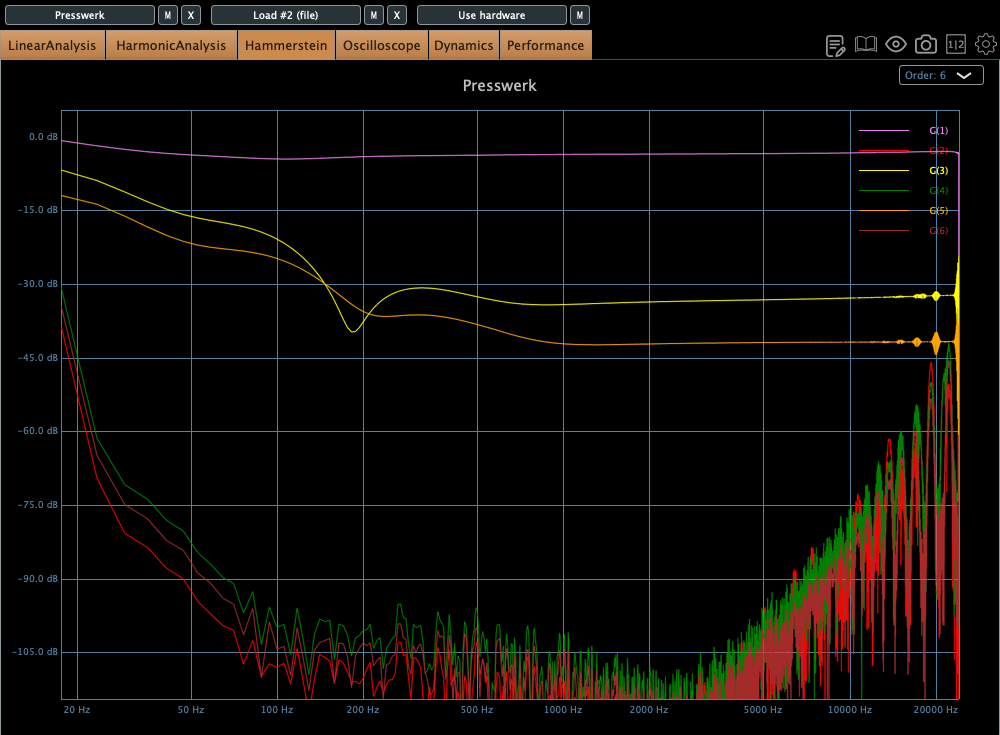 Presswerk M X Load #2 (file) M X Use hardware M
LinearAnalysis HarmonicAnalysis Hammerstein Oscilloscope Dynamics Performance 1|2
Presswerk
Order: 6
G(1)
0.0 dB
G(2)
G(3)
G(4)
-15.0 dB
G(5)
G(6)
-30.0 dB
-45.0 dB
-60.0 dB
-75.0 dB
-90.0 dB
-105.0 dB
20 Hz 50 Hz 100 Hz 200 Hz 500 Hz 1000 Hz 2000 Hz 5000 Hz 10000 Hz 20000 Hz